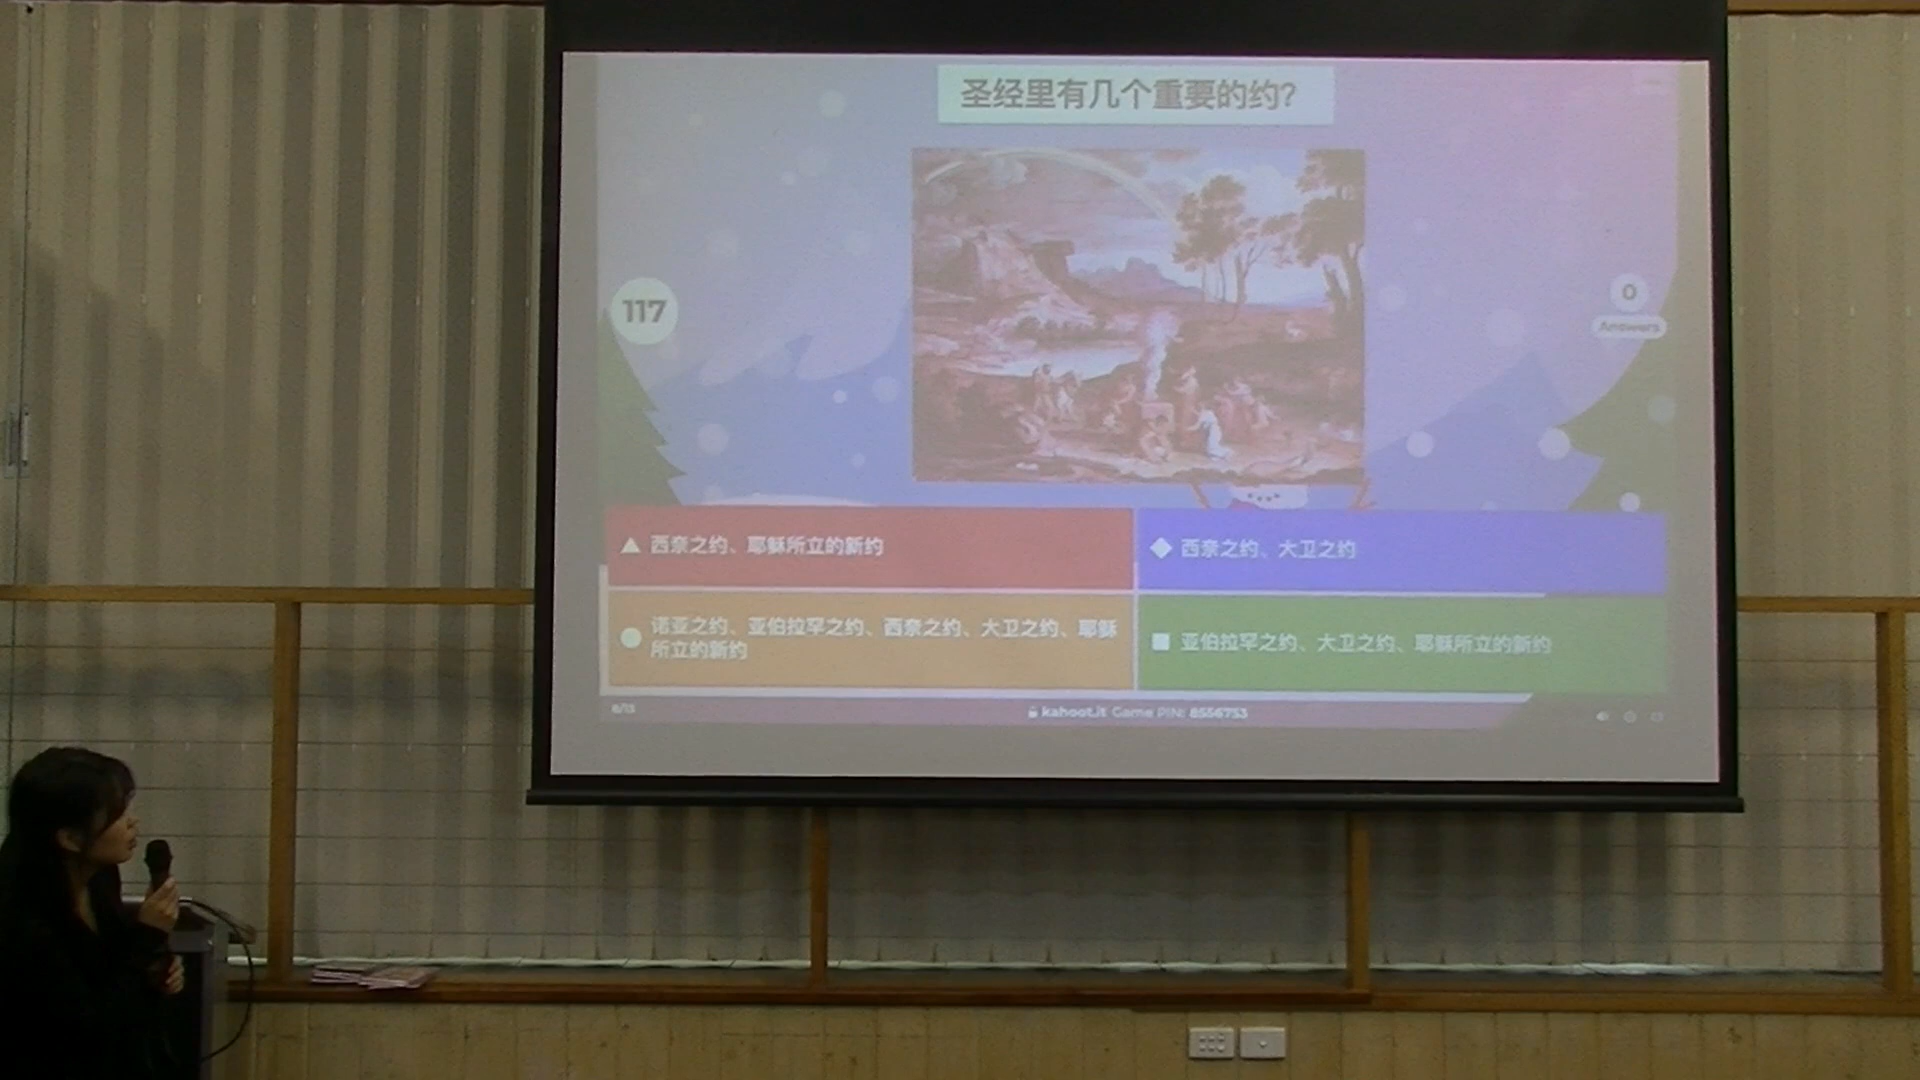 圣经里有几个重要的约?
117
0
Answers
西奈之约、耶稣所立的新约
西奈之约、大卫之约
诺亚之约、亚伯拉罕之约、西奈之约、大卫之约、耶稣
所立的新约
亚伯拉罕之约、大卫之约、耶稣所立的新约
8/13
kahoot.it Game PIN: 8556753